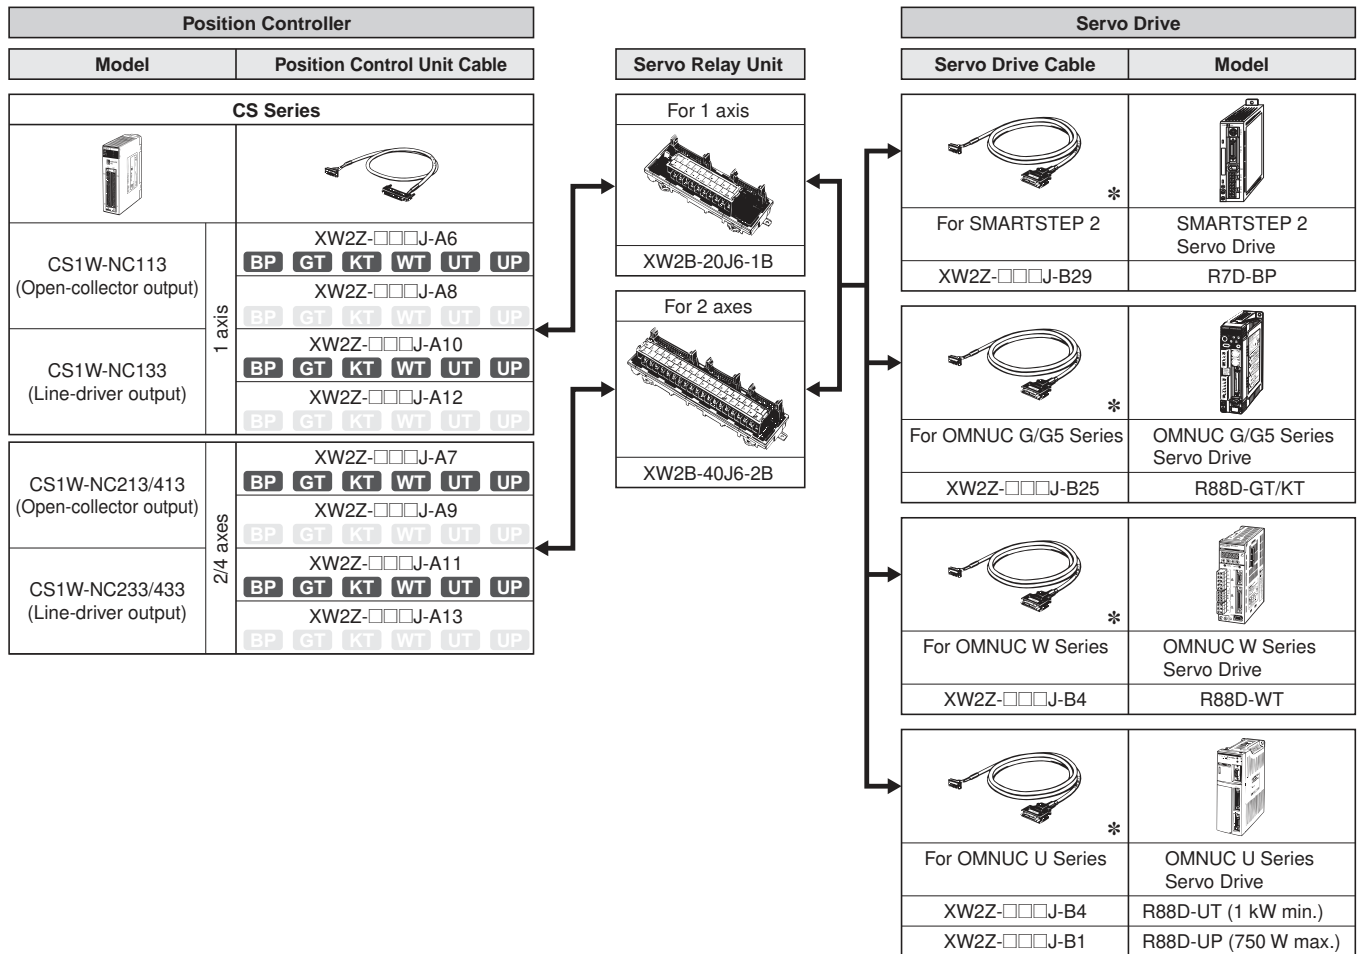 Position Controller
Model
Position Control Unit Cable
CS Series
CS1W-NC113
(Open-collector output)
CS1W-NC133
(Line-driver output)
1 axis
XW2Z-□□□J-A6
BP GT KT WT UT UP
XW2Z-□□□J-A8
BP GT KT WT UT UP
XW2Z-□□□J-A10
BP GT KT WT UT UP
XW2Z-□□□J-A12
BP GT KT WT UT UP
CS1W-NC213/413
(Open-collector output)
CS1W-NC233/433
(Line-driver output)
2/4 axes
XW2Z-□□□J-A7
BP GT KT WT UT UP
XW2Z-□□□J-A9
BP GT KT WT UT UP
XW2Z-□□□J-A11
BP GT KT WT UT UP
XW2Z-□□□J-A13
BP GT KT WT UT UP
Servo Relay Unit
For 1 axis
XW2B-20J6-1B
For 2 axes
XW2B-40J6-2B
Servo Drive
Servo Drive Cable
Model
*
For SMARTSTEP 2
SMARTSTEP 2
Servo Drive
XW2Z-□□□J-B29
R7D-BP
*
For OMNUC G/G5 Series
OMNUC G/G5 Series
Servo Drive
XW2Z-□□□J-B25
R88D-GT/KT
*
For OMNUC W Series
OMNUC W Series
Servo Drive
XW2Z-□□□J-B4
R88D-WT
*
For OMNUC U Series
OMNUC U Series
Servo Drive
XW2Z-□□□J-B4
R88D-UT (1 kW min.)
XW2Z-□□□J-B1
R88D-UP (750 W max.)